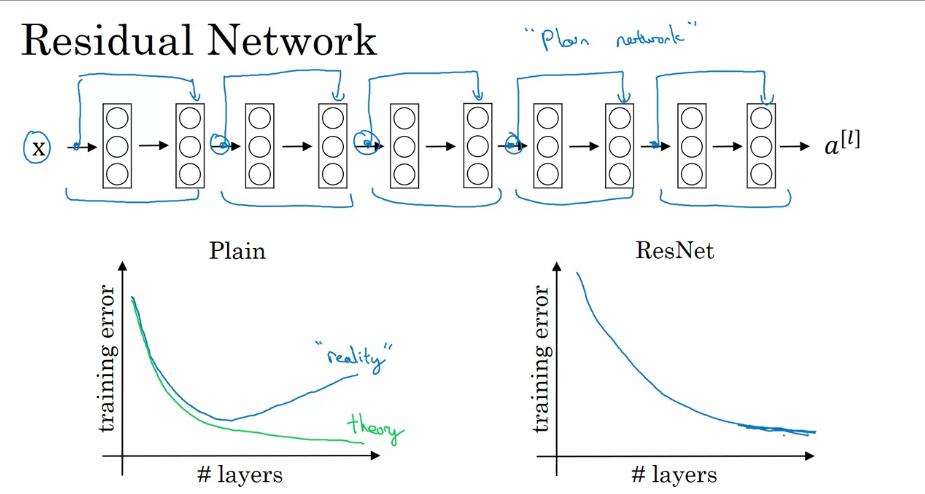 Residual Network
"Plain network"
x
a[l]
Plain
ResNet
training error
"reality"
theory
# layers
training error
# layers